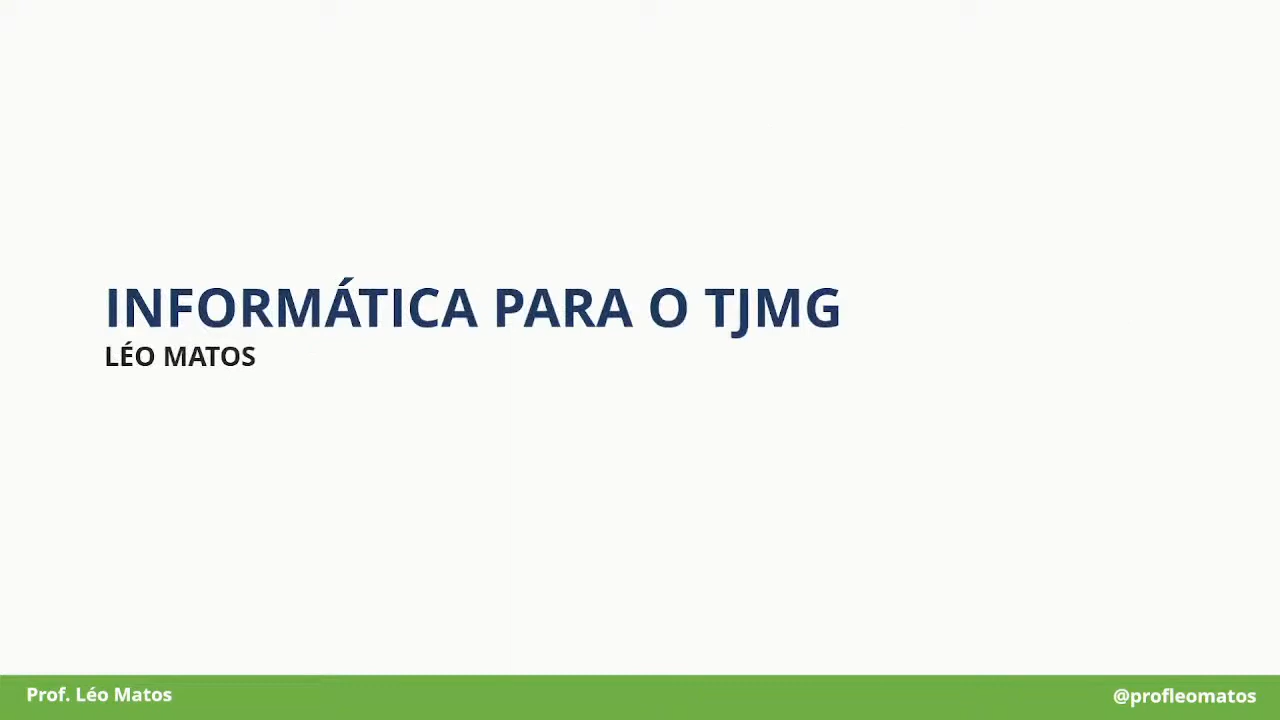 INFORMÁTICA PARA O TJMG
LÉO MATOS
Prof. Léo Matos
@profleomatos